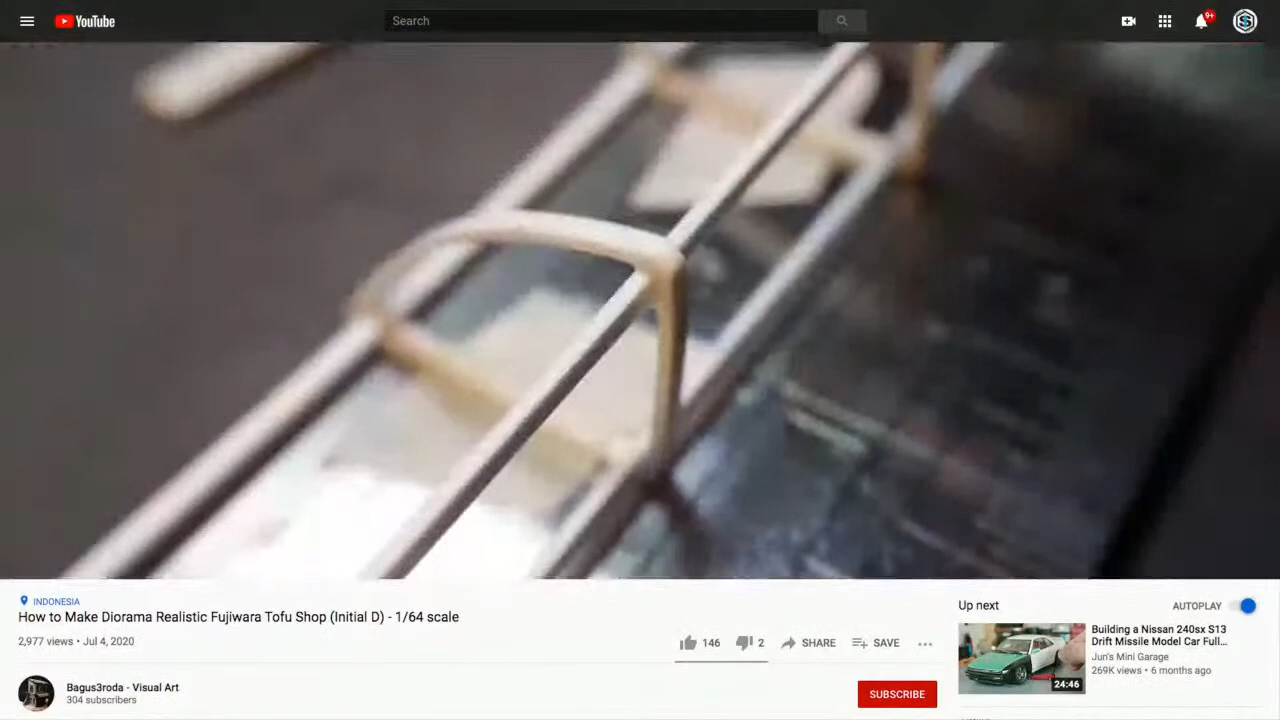 YouTube
Search
9+
INDONESIA
How to Make Diorama Realistic Fujiwara Tofu Shop (Initial D) - 1/64 scale
2,977 views • Jul 4, 2020
146
2
SHARE
SAVE
Bagus3roda - Visual Art
304 subscribers
SUBSCRIBE
Up next
AUTOPLAY
Building a Nissan 240sx S13
Drift Missile Model Car Full...
Jun's Mini Garage
269K views • 6 months ago
24:46